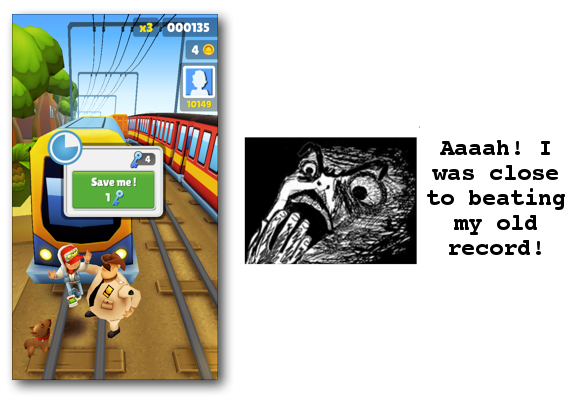 x3 000135
4
10149
4
Save me !
1
Aaaah! I
was close
to beating
my old
record!